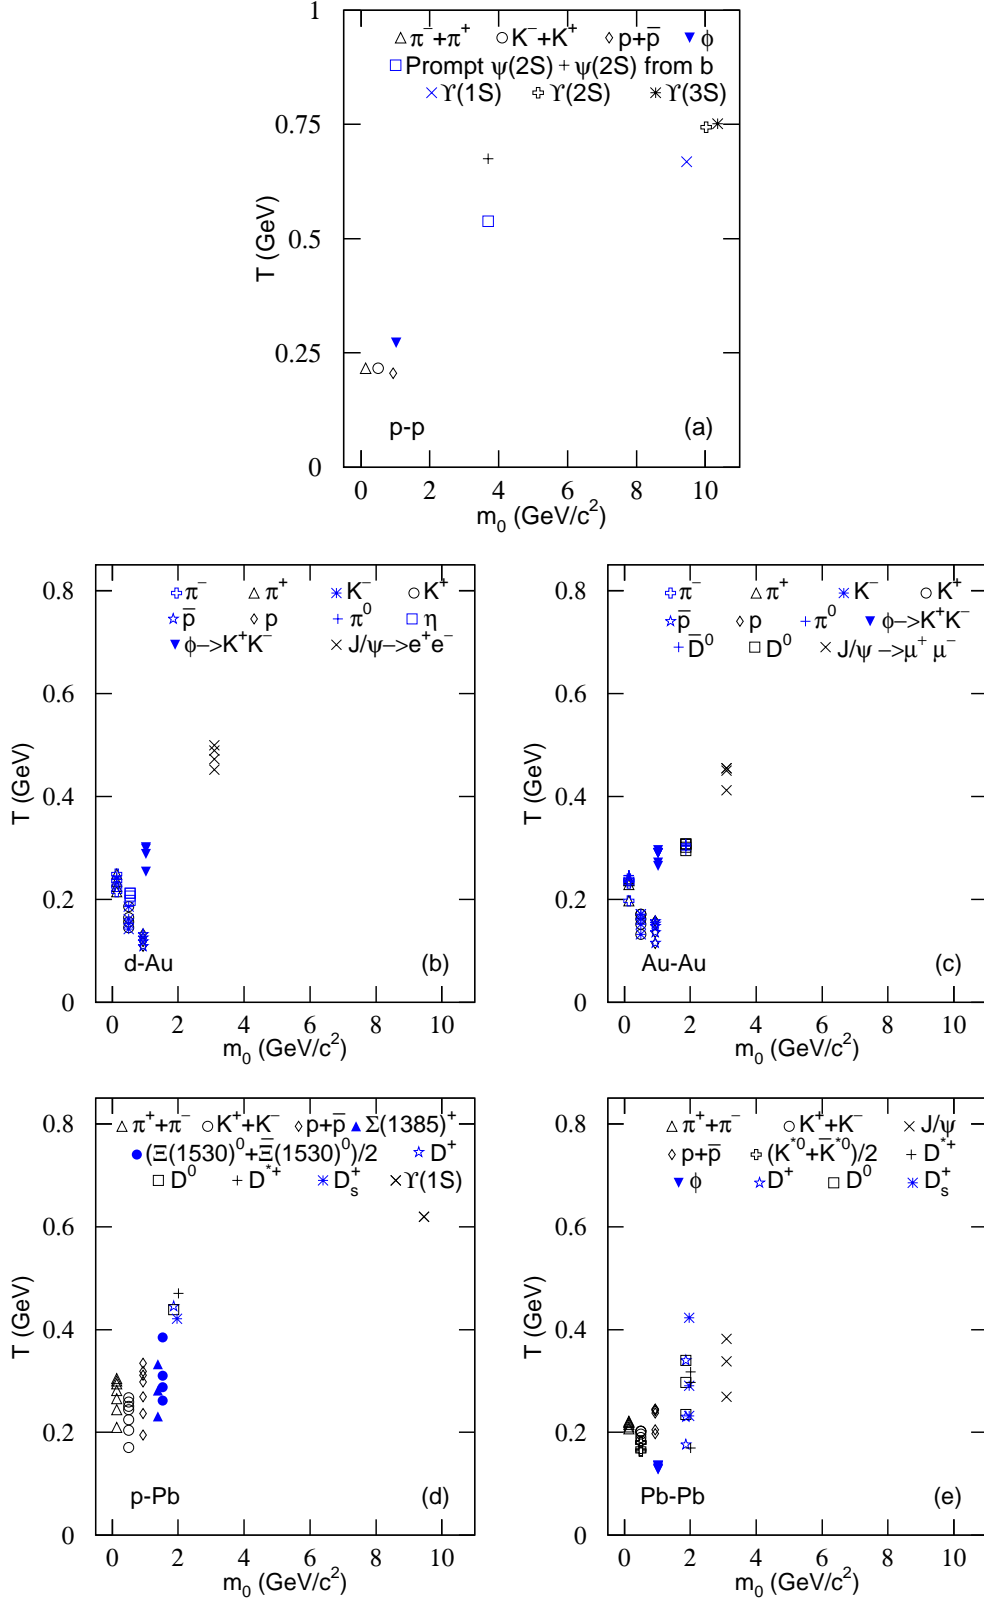 1
π⁻+π⁺ K⁻+K⁺ p+p̅ ϕ
Prompt ψ(2S) + ψ(2S) from b
ϒ(1S) ϒ(2S) ϒ(3S)
0.75
0.5
0.25
0
T (GeV)
p-p (a)
0 2 4 6 8 10
m₀ (GeV/c²)
0.8
0.6
0.4
0.2
0
T (GeV)
π⁻ π⁺ K⁻ K⁺
p̅ p π⁰ η
ϕ–>K⁺K⁻ J/ψ–>e⁺e⁻
d-Au (b)
0 2 4 6 8 10
m₀ (GeV/c²)
0.8
0.6
0.4
0.2
0
T (GeV)
π⁻ π⁺ K⁻ K⁺
p̅ p π⁰ ϕ–>K⁺K⁻
D̅⁰ D⁰ J/ψ –>μ⁺ μ⁻
Au-Au (c)
0 2 4 6 8 10
m₀ (GeV/c²)
0.8
0.6
0.4
0.2
0
T (GeV)
π⁺+π⁻ K⁺+K⁻ p+p̅ Σ(1385)⁺
(Ξ(1530)⁰+Ξ̅(1530)⁰)/2 D⁺
D⁰ D*⁺ Dₛ⁺ ϒ(1S)
p-Pb (d)
0 2 4 6 8 10
m₀ (GeV/c²)
0.8
0.6
0.4
0.2
0
T (GeV)
π⁺+π⁻ K⁺+K⁻ J/ψ
p+p̅ (K*⁰+K̅*⁰)/2 D*⁺
ϕ D⁺ D⁰ Dₛ⁺
Pb-Pb (e)
0 2 4 6 8 10
m₀ (GeV/c²)